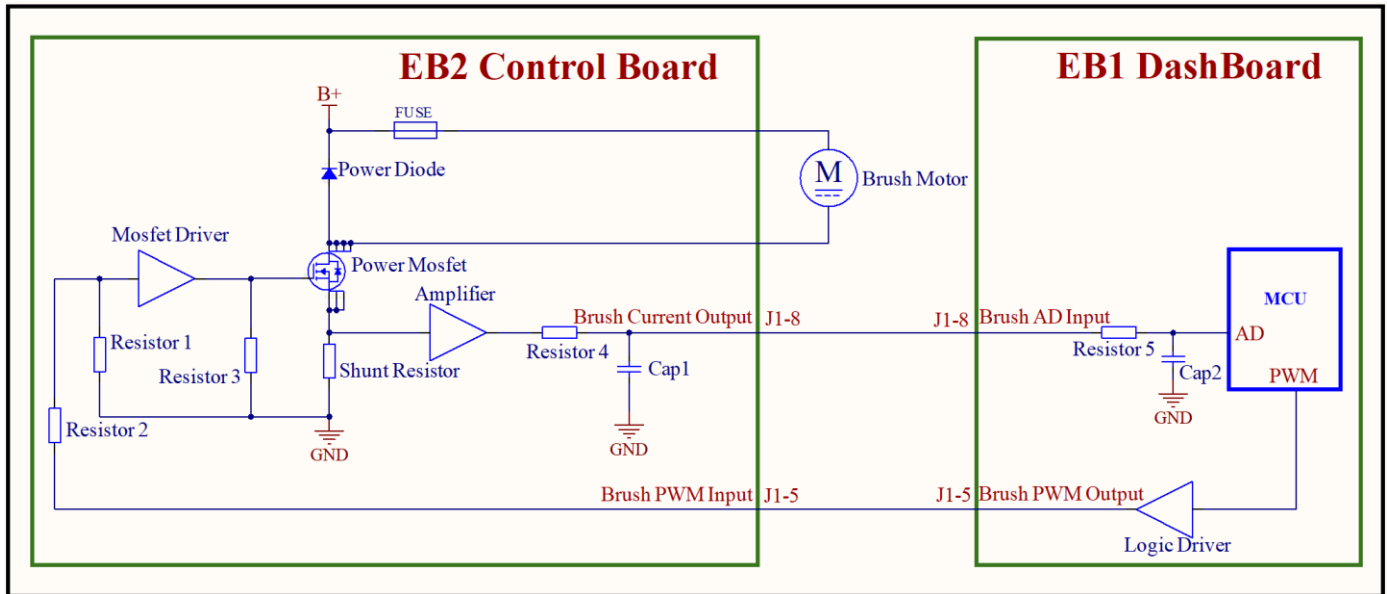 EB2 Control Board
EB1 DashBoard
B+
FUSE
Power Diode
M
Brush Motor
Mosfet Driver
Power Mosfet
Amplifier
MCU
Brush Current Output
J1-8
J1-8
Brush AD Input
AD
Resistor 1
Resistor 3
Shunt Resistor
Resistor 4
Cap1
Resistor 5
Cap2
PWM
Resistor 2
GND
GND
GND
Brush PWM Input
J1-5
J1-5
Brush PWM Output
Logic Driver